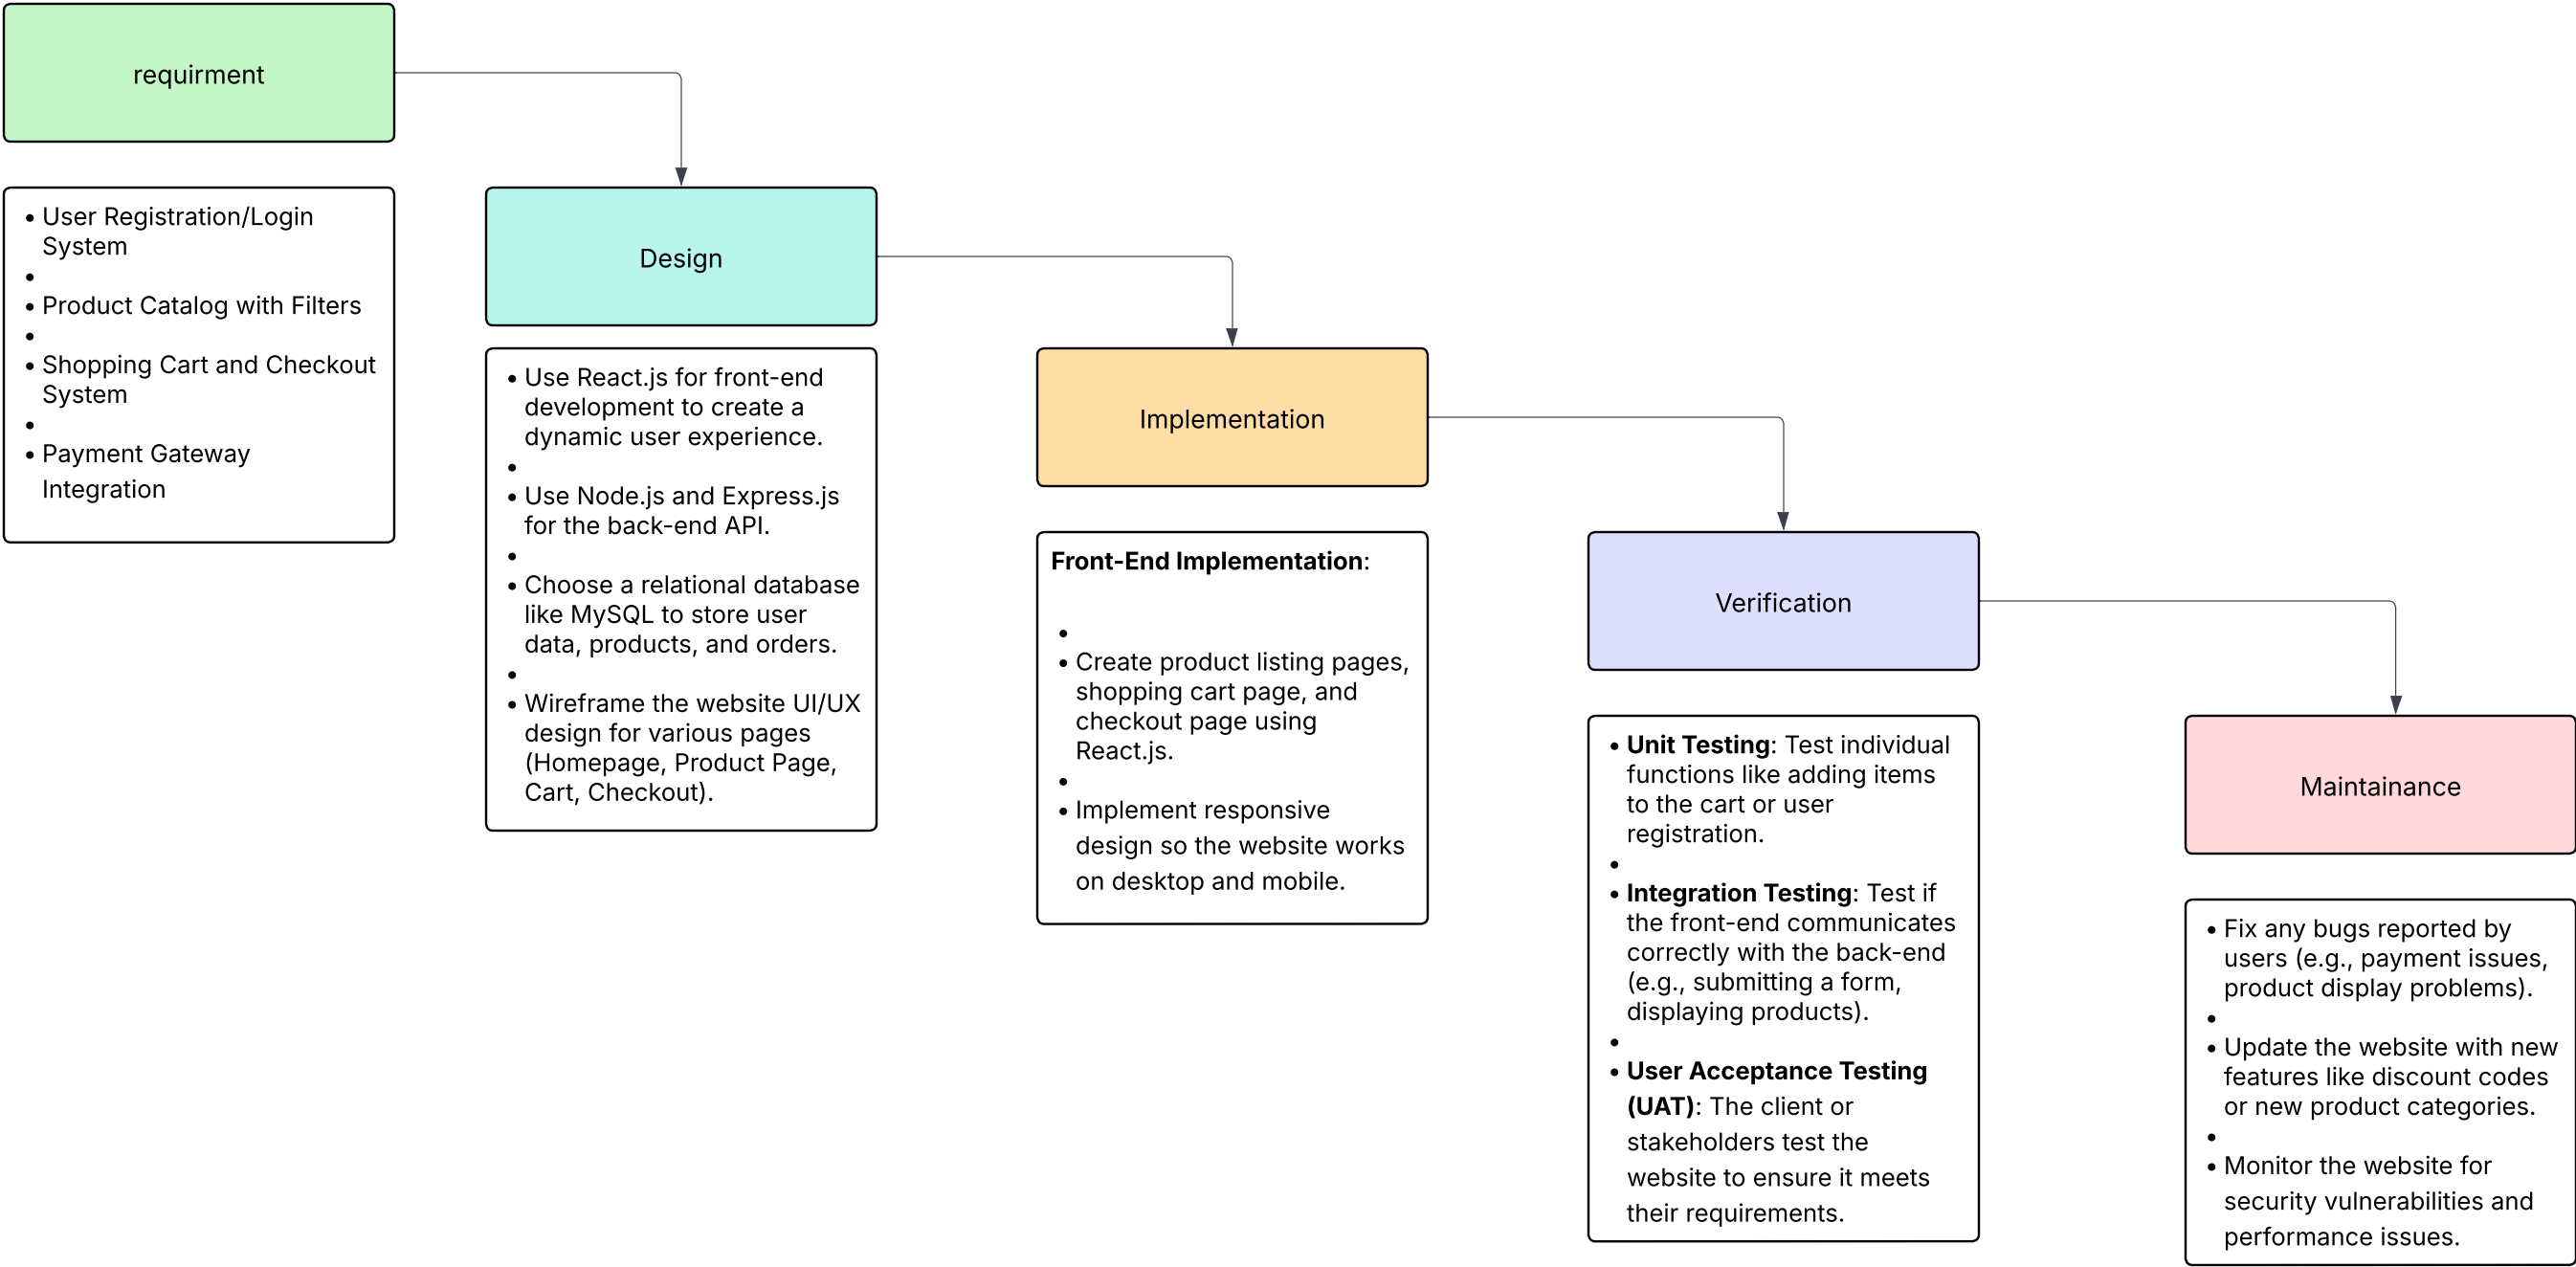 requirment
• User Registration/Login
System
•
• Product Catalog with Filters
•
• Shopping Cart and Checkout
System
•
• Payment Gateway
Integration
Design
• Use React.js for front-end
development to create a
dynamic user experience.
•
• Use Node.js and Express.js
for the back-end API.
•
• Choose a relational database
like MySQL to store user
data, products, and orders.
•
• Wireframe the website UI/UX
design for various pages
(Homepage, Product Page,
Cart, Checkout).
Implementation
Front-End Implementation:
•
• Create product listing pages,
shopping cart page, and
checkout page using
React.js.
•
• Implement responsive
design so the website works
on desktop and mobile.
Verification
• Unit Testing: Test individual
functions like adding items
to the cart or user
registration.
•
• Integration Testing: Test if
the front-end communicates
correctly with the back-end
(e.g., submitting a form,
displaying products).
•
• User Acceptance Testing
(UAT): The client or
stakeholders test the
website to ensure it meets
their requirements.
Maintainance
• Fix any bugs reported by
users (e.g., payment issues,
product display problems).
•
• Update the website with new
features like discount codes
or new product categories.
•
• Monitor the website for
security vulnerabilities and
performance issues.